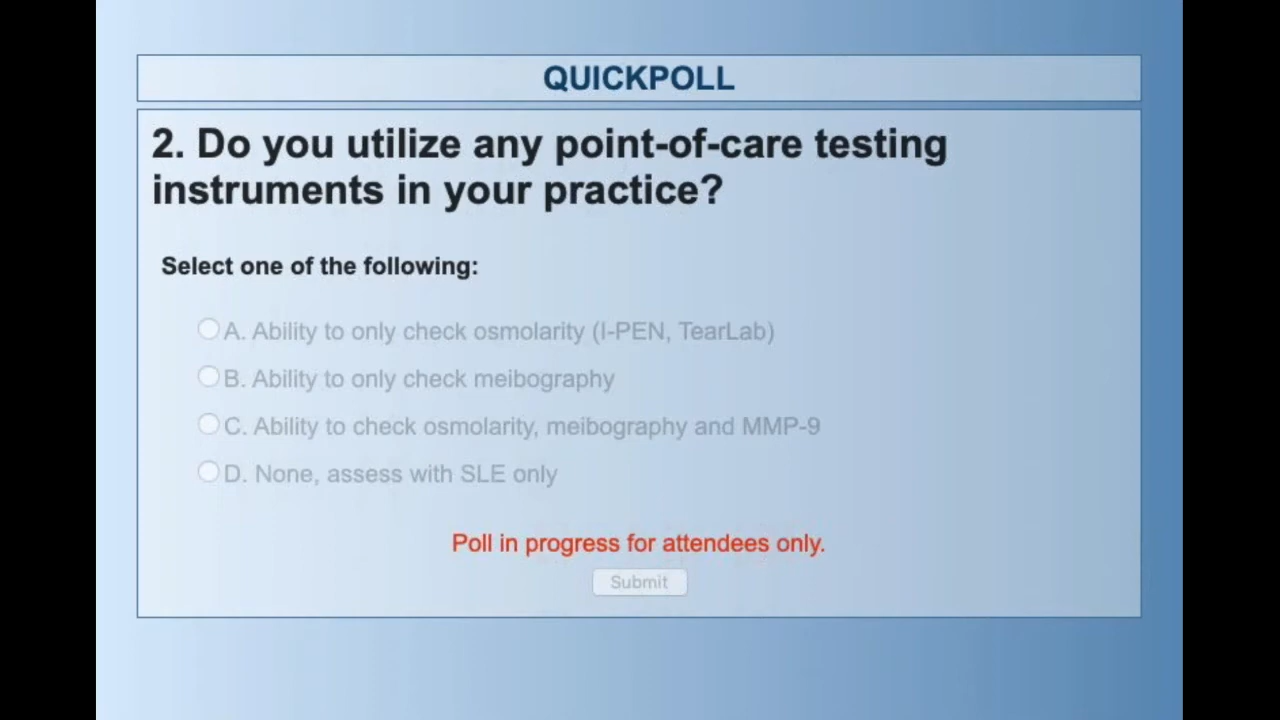 QUICKPOLL
2. Do you utilize any point-of-care testing
instruments in your practice?
Select one of the following:
A. Ability to only check osmolarity (I-PEN, TearLab)
B. Ability to only check meibography
C. Ability to check osmolarity, meibography and MMP-9
D. None, assess with SLE only
Poll in progress for attendees only.
Submit